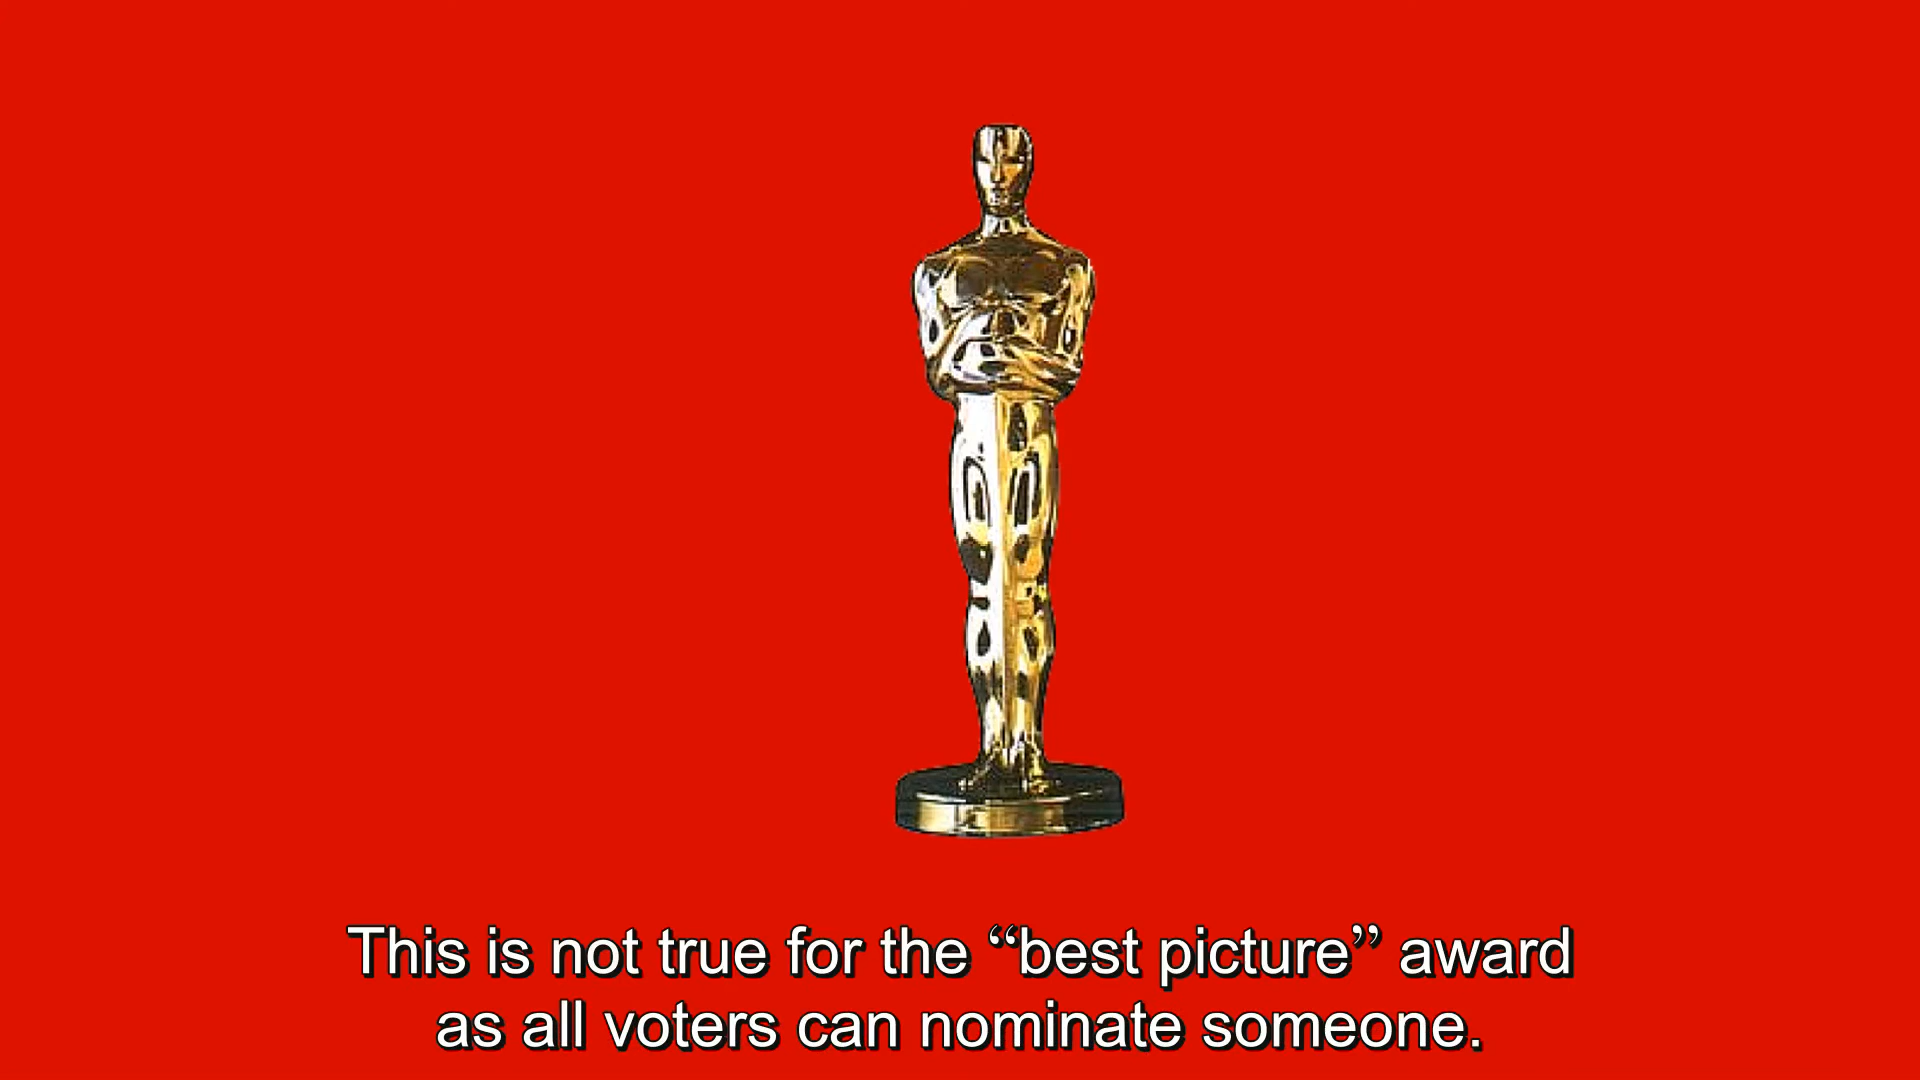 This is not true for the “best picture” award
as all voters can nominate someone.